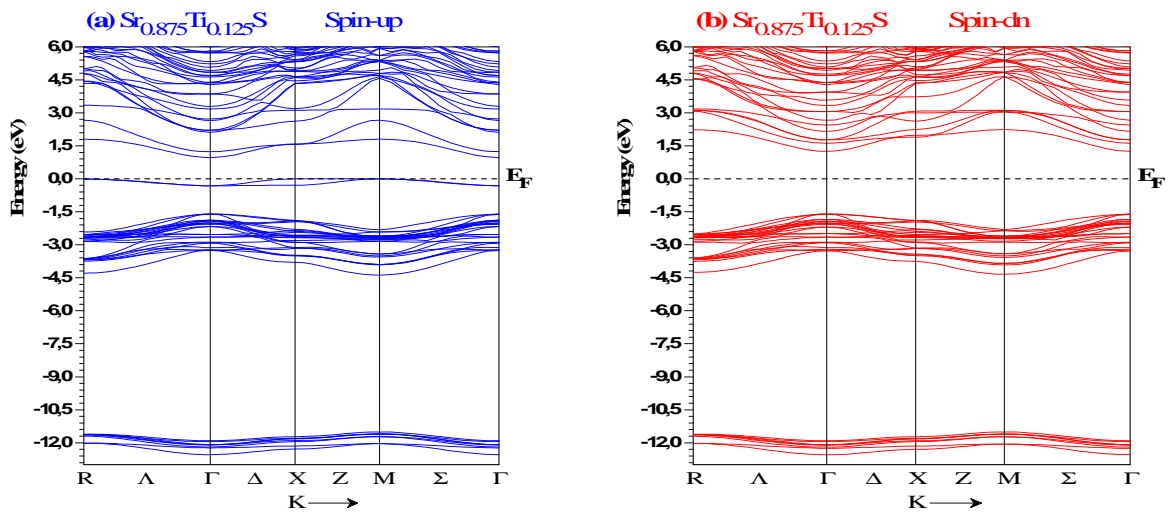 (a) Sr0.875Ti0.125S Spin-up
6,0
4,5
3,0
1,5
0,0
-1,5
-3,0
-4,5
-6,0
-7,5
-9,0
-10,5
-12,0
Energy (eV)
EF
R Λ Γ Δ X Z M Σ Γ
K
(b) Sr0.875Ti0.125S Spin-dn
6,0
4,5
3,0
1,5
0,0
-1,5
-3,0
-4,5
-6,0
-7,5
-9,0
-10,5
-12,0
Energy (eV)
EF
R Λ Γ Δ X Z M Σ Γ
K